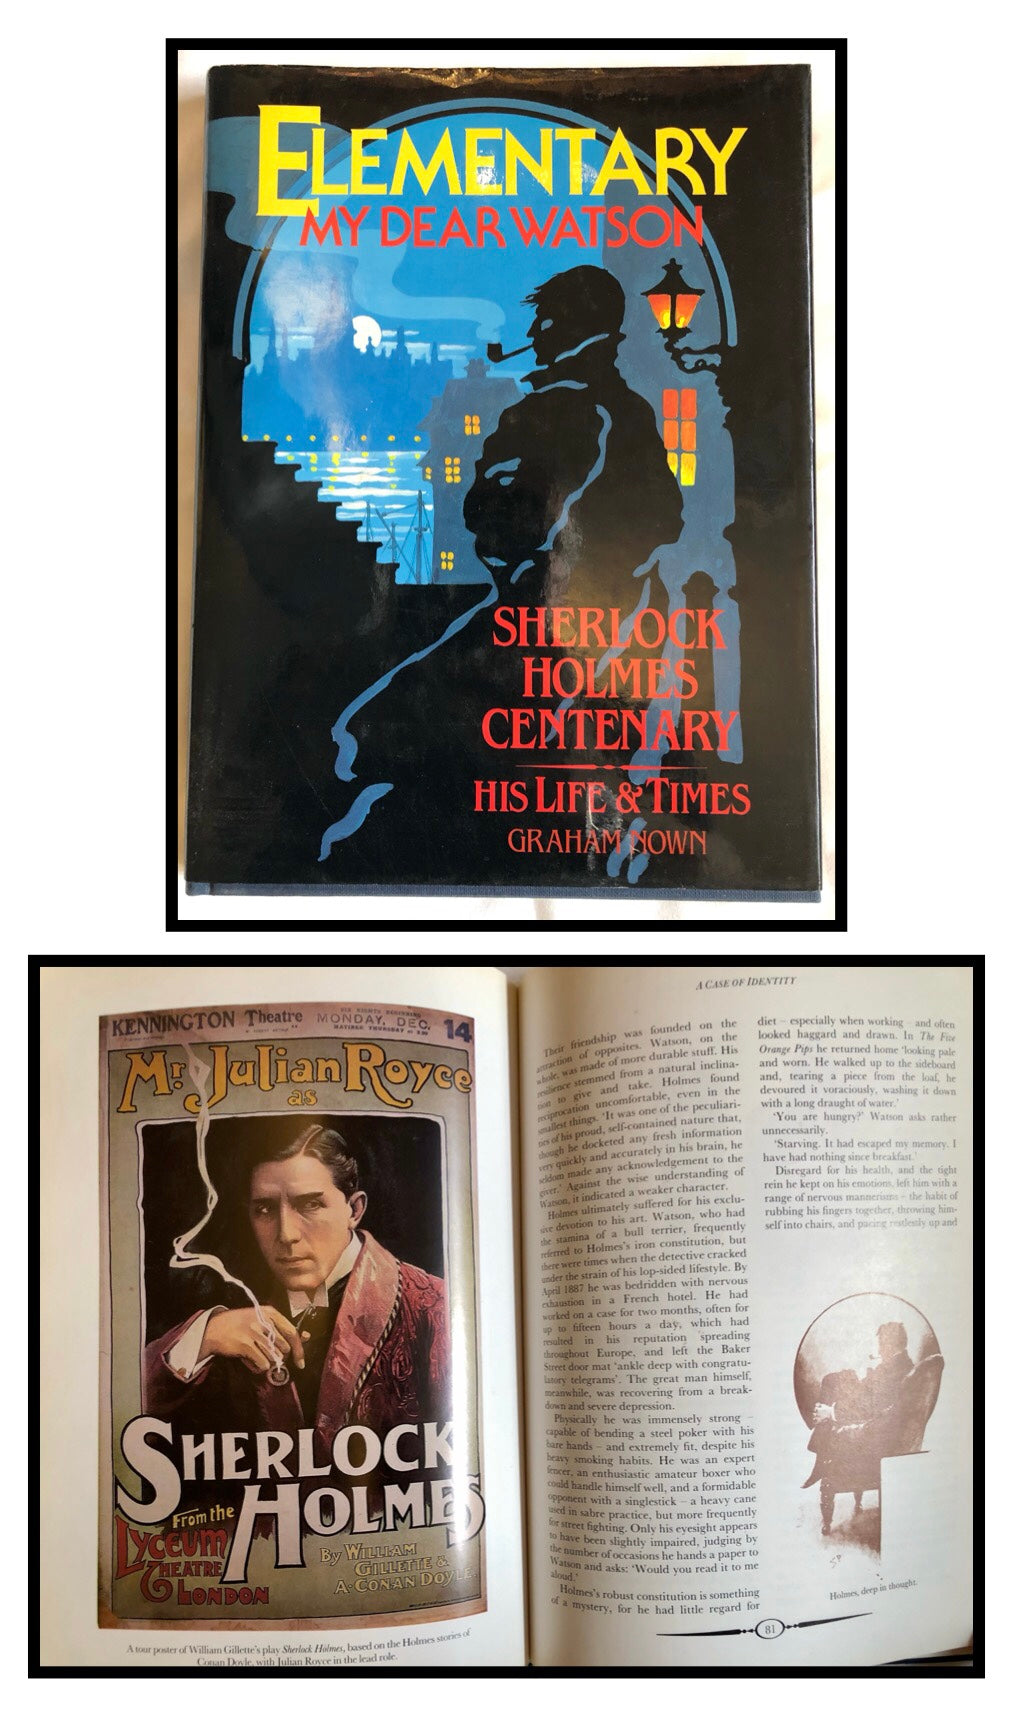 ELEMENTARY
MY DEAR WATSON
SHERLOCK
HOLMES
CENTENARY
HIS LIFE & TIMES
GRAHAM NOWN
KENNINGTON Theatre
SIX NIGHTS BEGINNING
MONDAY, DEC. 14
MATINEE THURSDAY at 2.30
Mr Julian Royce
as
SHERLOCK
HOLMES
From the
LYCEUM
THEATRE
LONDON
By WILLIAM
GILLETTE &
A. CONAN DOYLE.
A tour poster of William Gillette's play Sherlock Holmes, based on the Holmes stories of
Conan Doyle, with Julian Royce in the lead role.
A CASE OF IDENTITY
Their friendship was founded on the
attraction of opposites. Watson, on the
whole, was made of more durable stuff. His
resilience stemmed from a natural inclina-
tion to give and take. Holmes found
reciprocation uncomfortable, even in the
smallest things. 'It was one of the peculiari-
ties of his proud, self-contained nature that,
though he docketed any fresh information
very quickly and accurately in his brain, he
seldom made any acknowledgement to the
giver.' Against the wise understanding of
Watson, it indicated a weaker character.
Holmes ultimately suffered for his exclu-
sive devotion to his art. Watson, who had
the stamina of a bull terrier, frequently
referred to Holmes's iron constitution, but
there were times when the detective cracked
under the strain of his lop-sided lifestyle. By
April 1887 he was bedridden with nervous
exhaustion in a French hotel. He had
worked on a case for two months, often for
up to fifteen hours a day, which had
resulted in his reputation spreading
throughout Europe, and left the Baker
Street door mat 'ankle deep with congratu-
latory telegrams'. The great man himself,
meanwhile, was recovering from a break-
down and severe depression.
Physically he was immensely strong –
capable of bending a steel poker with his
bare hands – and extremely fit, despite his
heavy smoking habits. He was an expert
fencer, an enthusiastic amateur boxer who
could handle himself well, and a formidable
opponent with a singlestick – a heavy cane
used in sabre practice, but more frequently
for street fighting. Only his eyesight appears
to have been slightly impaired, judging by
the number of occasions he hands a paper to
Watson and asks: 'Would you read it to me
aloud.'
Holmes's robust constitution is something
of a mystery, for he had little regard for
diet – especially when working – and often
looked haggard and drawn. In The Five
Orange Pips he returned home 'looking pale
and worn. He walked up to the sideboard
and, tearing a piece from the loaf, he
devoured it voraciously, washing it down
with a long draught of water.'
'You are hungry?' Watson asks rather
unnecessarily.
'Starving. It had escaped my memory. I
have had nothing since breakfast.'
Disregard for his health, and the tight
rein he kept on his emotions, left him with a
range of nervous mannerisms – the habit of
rubbing his fingers together, throwing him-
self into chairs, and pacing restlessly up and
Holmes, deep in thought.
81